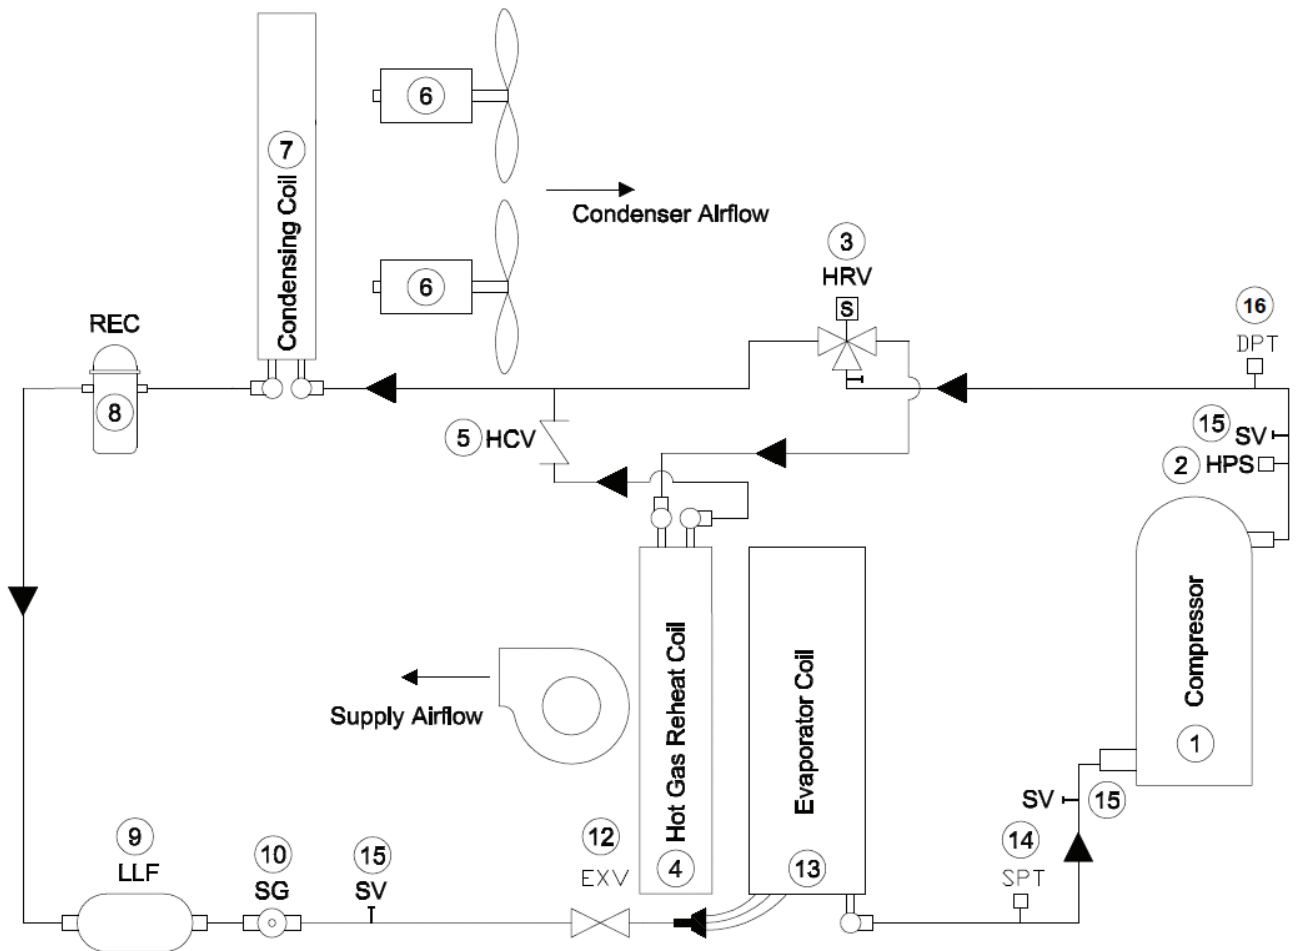 6
7
Condensing Coil
Condenser Airflow
6
3
HRV
S
16
DPT
REC
8
5 HCV
15
SV
2 HPS
Compressor
1
Hot Gas Reheat Coil
4
Evaporator Coil
13
Supply Airflow
SV 15
14
SPT
12
EXV
9
LLF
10
SG
15
SV